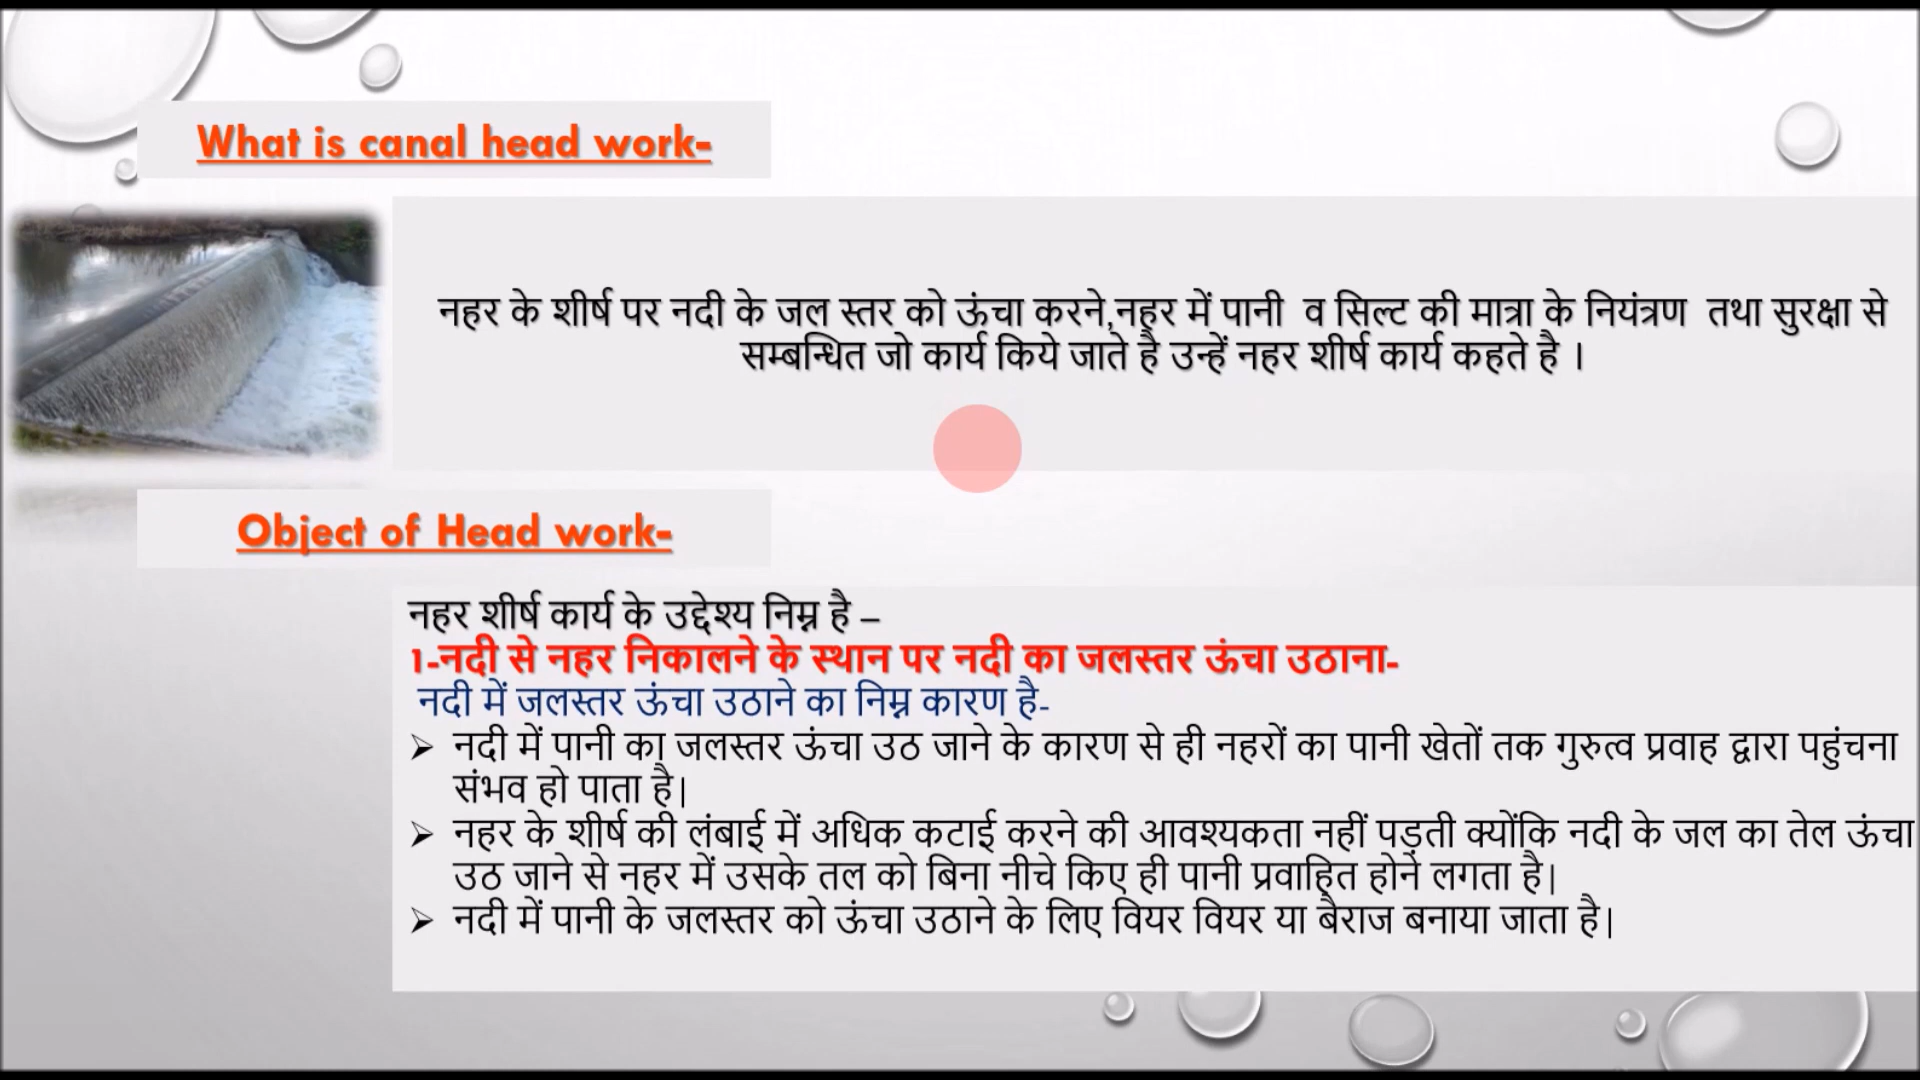 What is canal head work-
नहर के शीर्ष पर नदी के जल स्तर को ऊंचा करने,नहर में पानी व सिल्ट की मात्रा के नियंत्रण तथा सुरक्षा से
सम्बन्धित जो कार्य किये जाते है उन्हें नहर शीर्ष कार्य कहते है ।
Object of Head work-
नहर शीर्ष कार्य के उद्देश्य निम्न है –
1-नदी से नहर निकालने के स्थान पर नदी का जलस्तर ऊंचा उठाना-
नदी में जलस्तर ऊंचा उठाने का निम्न कारण है-
➢ नदी में पानी का जलस्तर ऊंचा उठ जाने के कारण से ही नहरों का पानी खेतों तक गुरुत्व प्रवाह द्वारा पहुंचना
संभव हो पाता है|
➢ नहर के शीर्ष की लंबाई में अधिक कटाई करने की आवश्यकता नहीं पड़ती क्योंकि नदी के जल का तेल ऊंचा
उठ जाने से नहर में उसके तल को बिना नीचे किए ही पानी प्रवाहित होने लगता है|
➢ नदी में पानी के जलस्तर को ऊंचा उठाने के लिए वियर वियर या बैराज बनाया जाता है|